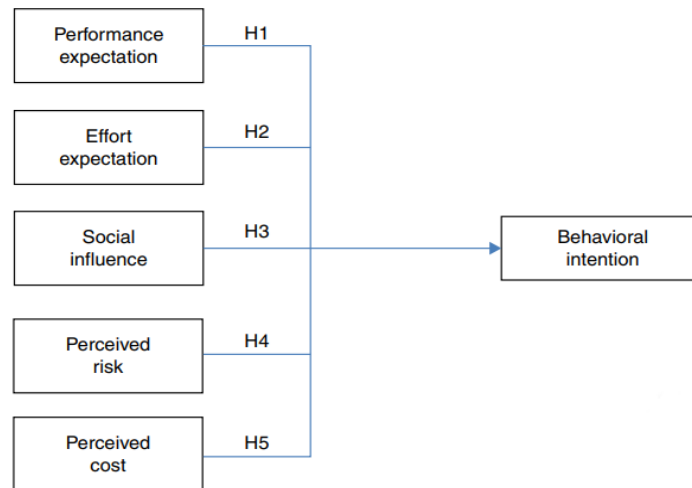 Performance
expectation
H1
Effort
expectation
H2
Social
influence
H3
Behavioral
intention
Perceived
risk
H4
Perceived
cost
H5